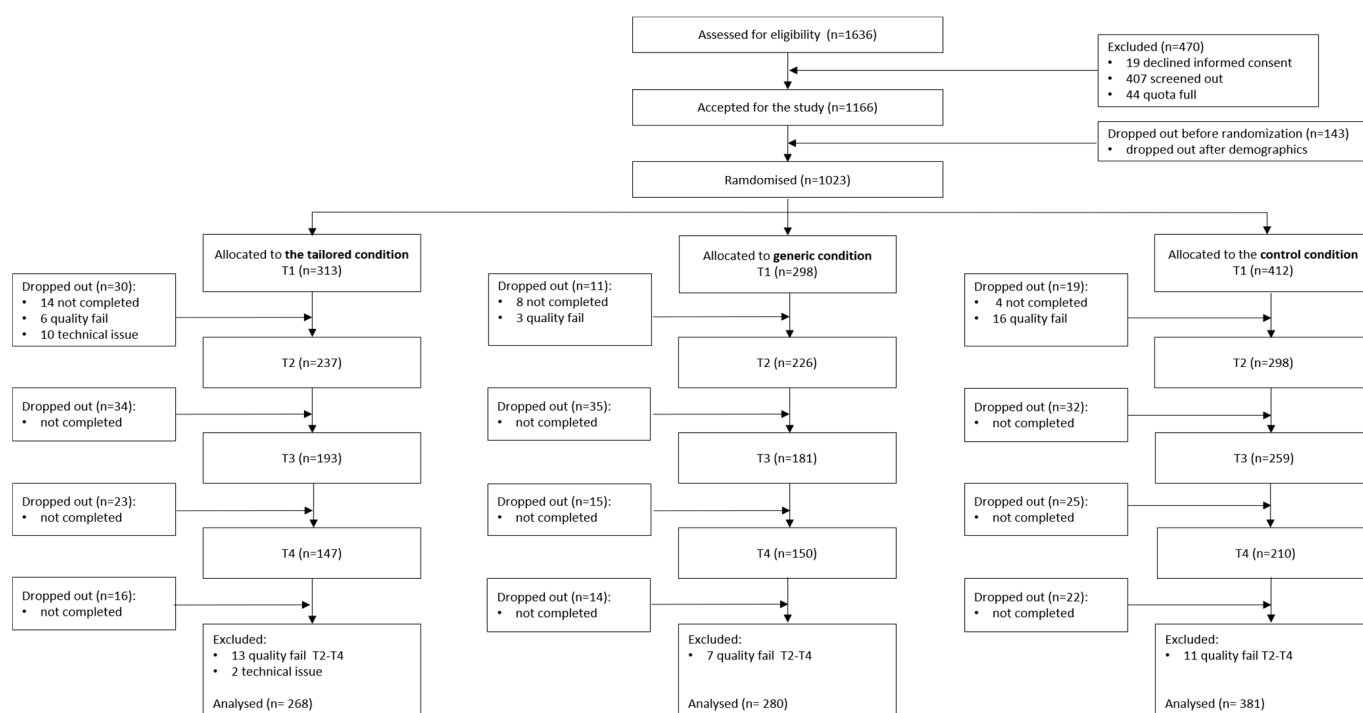 Assessed for eligibility (n=1636)
Excluded (n=470)
• 19 declined informed consent
• 407 screened out
• 44 quota full
Accepted for the study (n=1166)
Dropped out before randomization (n=143)
• dropped out after demographics
Ramdomised (n=1023)
Allocated to the tailored condition
T1 (n=313)
Allocated to generic condition
T1 (n=298)
Allocated to the control condition
T1 (n=412)
Dropped out (n=30):
• 14 not completed
• 6 quality fail
• 10 technical issue
Dropped out (n=11):
• 8 not completed
• 3 quality fail
Dropped out (n=19):
• 4 not completed
• 16 quality fail
T2 (n=237)
T2 (n=226)
T2 (n=298)
Dropped out (n=34):
• not completed
Dropped out (n=35):
• not completed
Dropped out (n=32):
• not completed
T3 (n=193)
T3 (n=181)
T3 (n=259)
Dropped out (n=23):
• not completed
Dropped out (n=15):
• not completed
Dropped out (n=25):
• not completed
T4 (n=147)
T4 (n=150)
T4 (n=210)
Dropped out (n=16):
• not completed
Dropped out (n=14):
• not completed
Dropped out (n=22):
• not completed
Excluded:
• 13 quality fail T2-T4
• 2 technical issue
Analysed (n= 268)
Excluded:
• 7 quality fail T2-T4
Analysed (n= 280)
Excluded:
• 11 quality fail T2-T4
Analysed (n= 381)